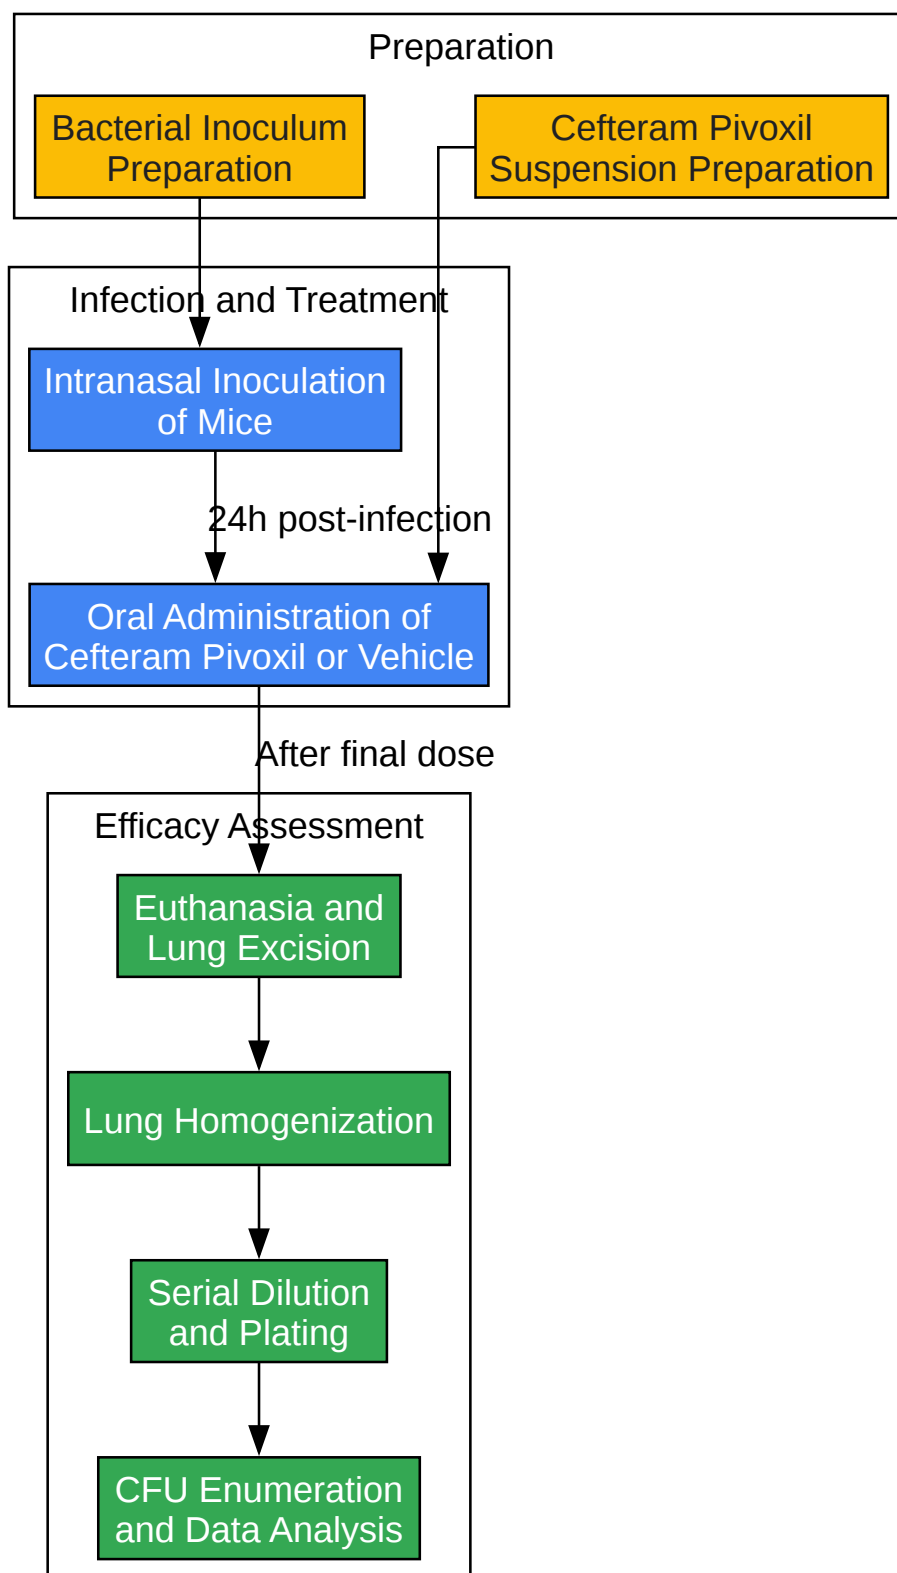 Preparation
Bacterial Inoculum
Preparation
Cefteram Pivoxil
Suspension Preparation
Infection and Treatment
Intranasal Inoculation
of Mice
24h post-infection
Oral Administration of
Cefteram Pivoxil or Vehicle
After final dose
Efficacy Assessment
Euthanasia and
Lung Excision
Lung Homogenization
Serial Dilution
and Plating
CFU Enumeration
and Data Analysis